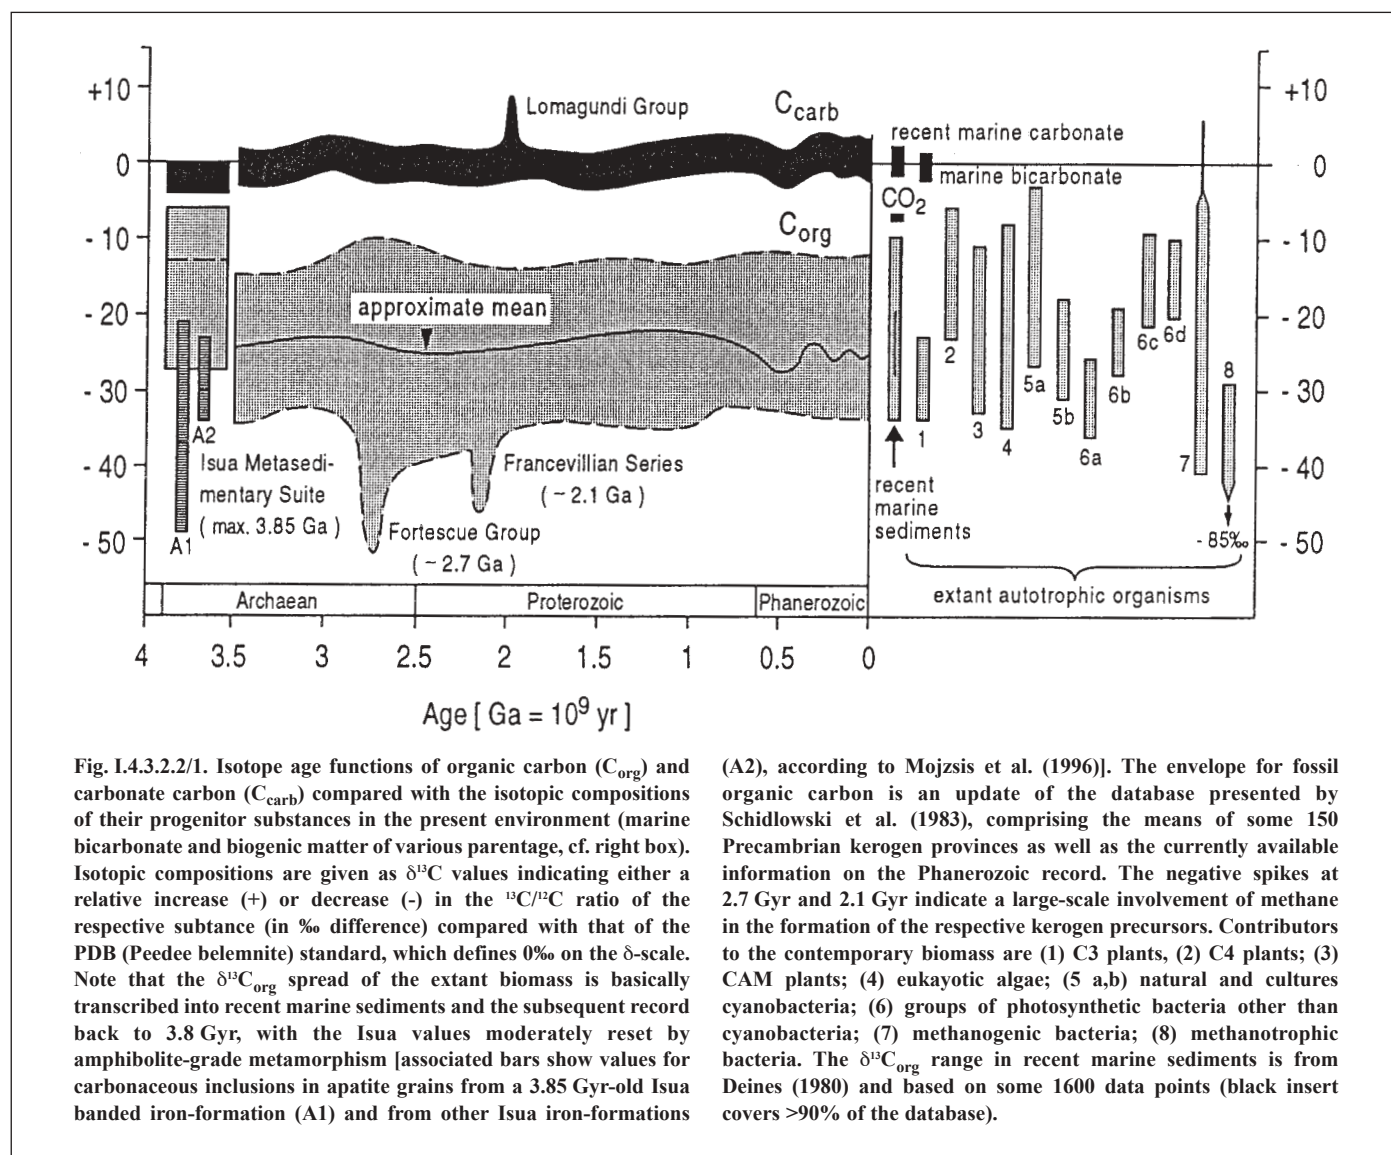 +10
0
- 10
- 20
- 30
- 40
- 50
Lomagundi Group
C_carb
recent marine carbonate
marine bicarbonate
CO₂
C_org
approximate mean
A2
Isua Metasedi-
mentary Suite
( max. 3.85 Ga )
A1
Francevillian Series
( ~ 2.1 Ga )
Fortescue Group
( ~ 2.7 Ga )
recent
marine
sediments
1
2
3
4
5a
5b
6a
6b
6c
6d
7
8
- 85‰
extant autotrophic organisms
+10
0
- 10
- 20
- 30
- 40
- 50
Archaean
Proterozoic
Phanerozoic
4
3.5
3
2.5
2
1.5
1
0.5
0
Age [ Ga = 10⁹ yr ]
Fig. I.4.3.2.2/1. Isotope age functions of organic carbon (C_org) and
carbonate carbon (C_carb) compared with the isotopic compositions
of their progenitor substances in the present environment (marine
bicarbonate and biogenic matter of various parentage, cf. right box).
Isotopic compositions are given as δ¹³C values indicating either a
relative increase (+) or decrease (-) in the ¹³C/¹²C ratio of the
respective subtance (in ‰ difference) compared with that of the
PDB (Peedee belemnite) standard, which defines 0‰ on the δ-scale.
Note that the δ¹³C_org spread of the extant biomass is basically
transcribed into recent marine sediments and the subsequent record
back to 3.8 Gyr, with the Isua values moderately reset by
amphibolite-grade metamorphism [associated bars show values for
carbonaceous inclusions in apatite grains from a 3.85 Gyr-old Isua
banded iron-formation (A1) and from other Isua iron-formations
(A2), according to Mojzsis et al. (1996)]. The envelope for fossil
organic carbon is an update of the database presented by
Schidlowski et al. (1983), comprising the means of some 150
Precambrian kerogen provinces as well as the currently available
information on the Phanerozoic record. The negative spikes at
2.7 Gyr and 2.1 Gyr indicate a large-scale involvement of methane
in the formation of the respective kerogen precursors. Contributors
to the contemporary biomass are (1) C3 plants, (2) C4 plants; (3)
CAM plants; (4) eukayotic algae; (5 a,b) natural and cultures
cyanobacteria; (6) groups of photosynthetic bacteria other than
cyanobacteria; (7) methanogenic bacteria; (8) methanotrophic
bacteria. The δ¹³C_org range in recent marine sediments is from
Deines (1980) and based on some 1600 data points (black insert
covers >90% of the database).